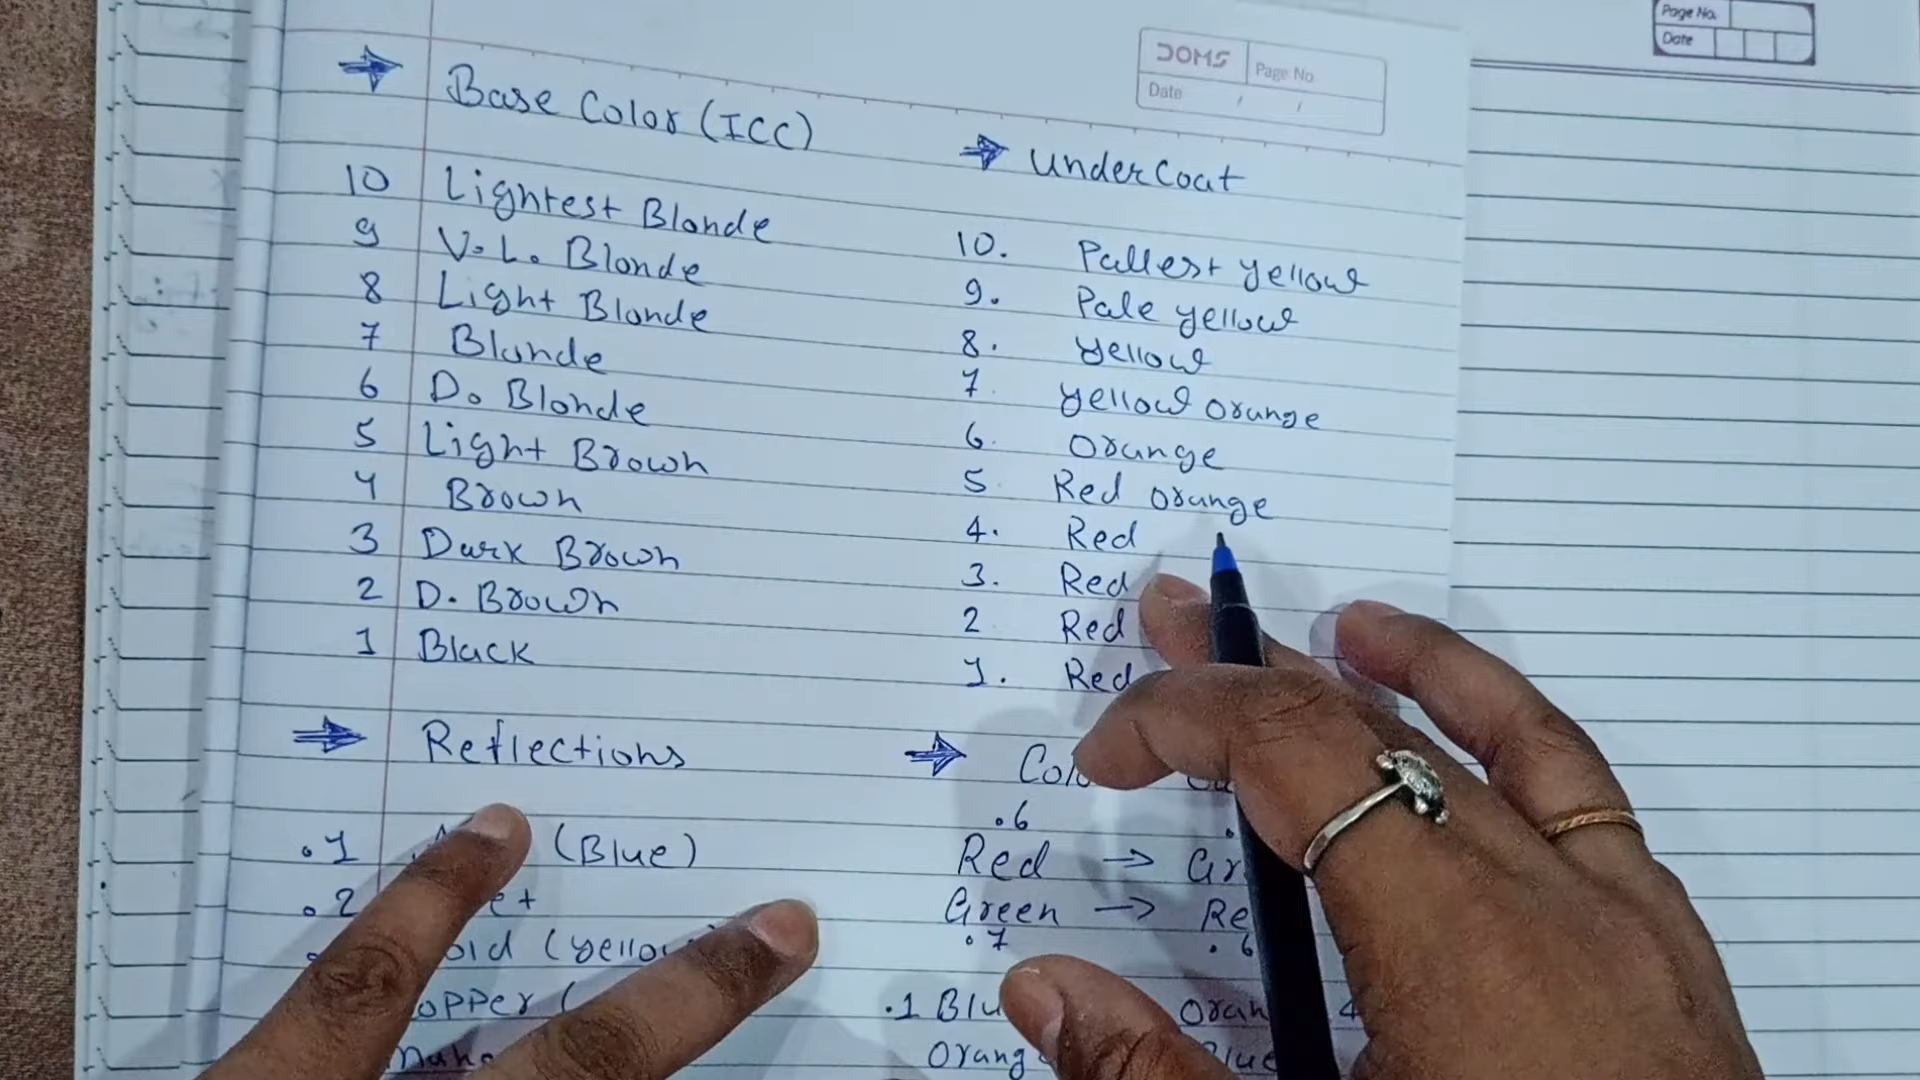 Page No.
Date
DOMS Page No
Date / /
Base Color (ICC)
10 Lightest Blonde
9 V.L. Blonde
8 Light Blonde
7 Blonde
6 D. Blonde
5 Light Brown
4 Brown
3 Dark Brown
2 D. Brown
1 Black
UnderCoat
10. Pallest yellow
9. Pale yellow
8. yellow
7. yellow orange
6. Orange
5. Red orange
4. Red
3. Red
2 Red
1. Red
Reflections
.1 (Blue)
.2
(
.6
Red →
Green →
.7 .6
.1